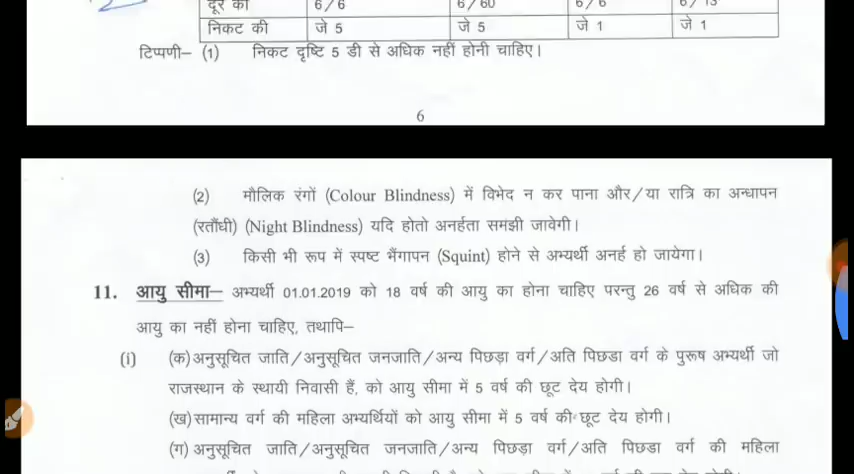 दूर की 6/6 6/60 6/6
निकट की जे 5 जे 5 जे 1 जे 1
टिप्पणी– (1) निकट दृष्टि 5 डी से अधिक नहीं होनी चाहिए।
6
(2) मौलिक रंगों (Colour Blindness) में विभेद न कर पाना और/या रात्रि का अन्धापन
(रतौंधी) (Night Blindness) यदि होतो अनर्हता समझी जावेगी।
(3) किसी भी रूप में स्पष्ट भैंगापन (Squint) होने से अभ्यर्थी अनर्ह हो जायेगा।
11. आयु सीमा– अभ्यर्थी 01.01.2019 को 18 वर्ष की आयु का होना चाहिए परन्तु 26 वर्ष से अधिक की
आयु का नहीं होना चाहिए, तथापि–
(i) (क) अनुसूचित जाति/अनुसूचित जनजाति/अन्य पिछड़ा वर्ग/अति पिछडा वर्ग के पुरूष अभ्यर्थी जो
राजस्थान के स्थायी निवासी हैं, को आयु सीमा में 5 वर्ष की छूट देय होगी।
(ख) सामान्य वर्ग की महिला अभ्यर्थियों को आयु सीमा में 5 वर्ष की छूट देय होगी।
(ग) अनुसूचित जाति/अनुसूचित जनजाति/अन्य पिछड़ा वर्ग/अति पिछडा वर्ग की महिला